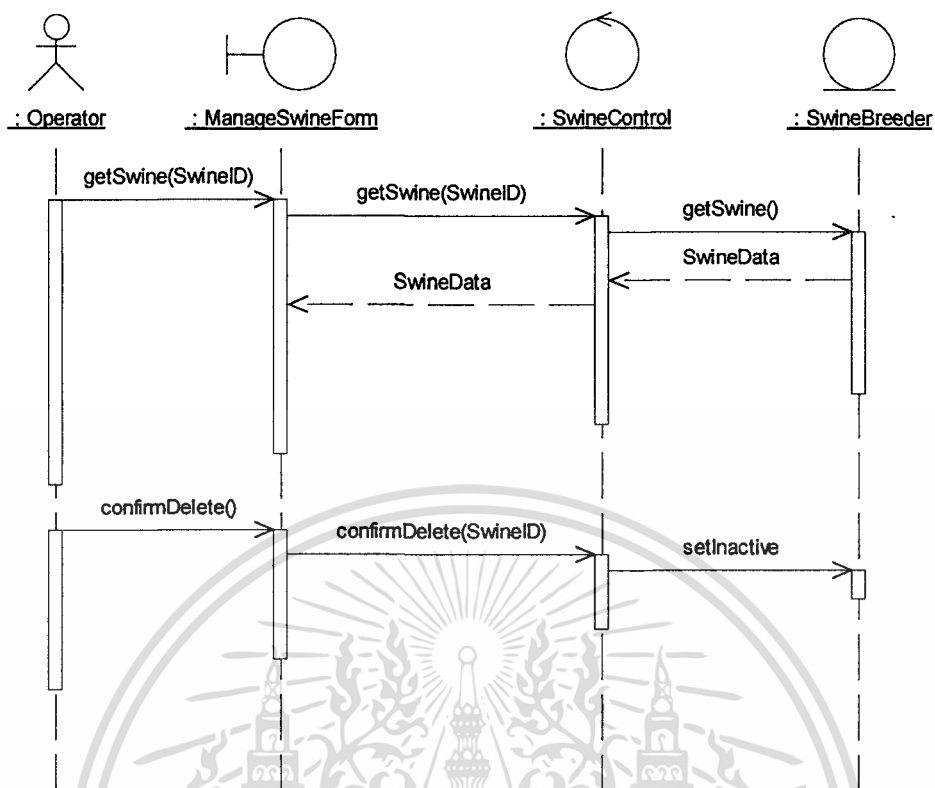 : Operator
: ManageSwineForm
: SwineControl
: SwineBreeder
getSwine(SwineID)
getSwine(SwineID)
getSwine()
SwineData
SwineData
confirmDelete()
confirmDelete(SwineID)
setInactive